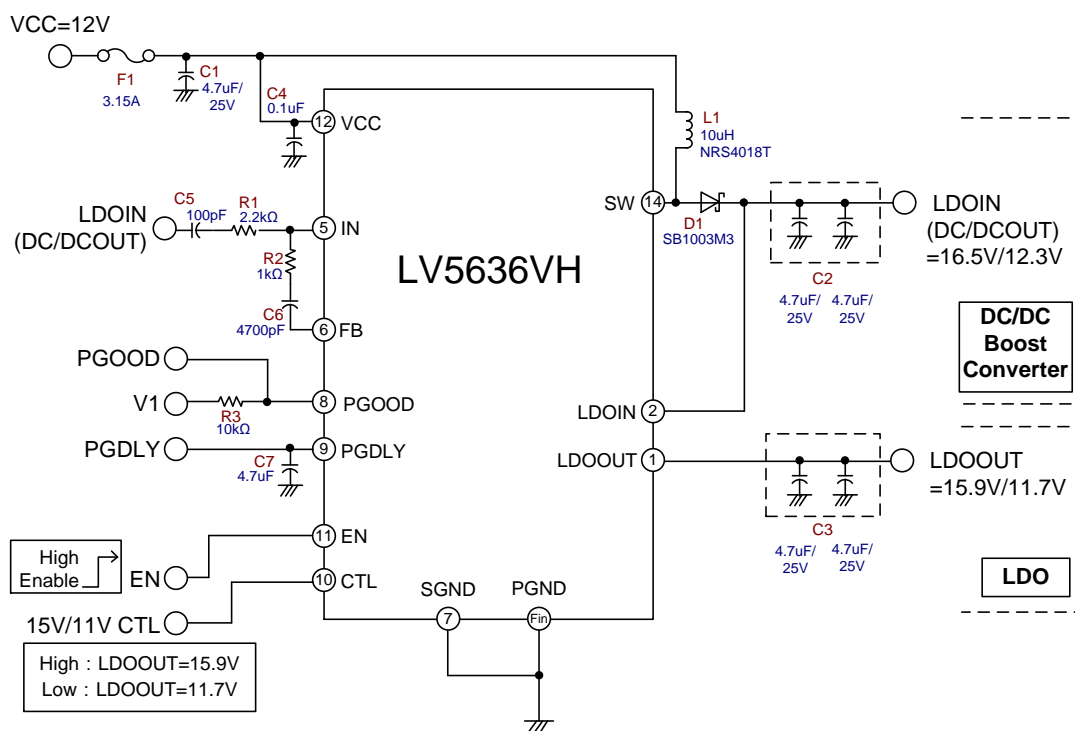 VCC=12V
F1
3.15A
C1
4.7uF/
25V
C4
0.1uF
12
VCC
L1
10uH
NRS4018T
C5
100pF
R1
2.2kΩ
LDOIN
(DC/DCOUT)
5
IN
R2
1kΩ
C6
4700pF
6
FB
LV5636VH
SW
14
D1
SB1003M3
LDOIN
(DC/DCOUT)
=16.5V/12.3V
C2
4.7uF/
25V
4.7uF/
25V
DC/DC
Boost
Converter
PGOOD
V1
R3
10kΩ
8
PGOOD
PGDLY
C7
4.7uF
9
PGDLY
LDOIN
2
LDOOUT
1
LDOOUT
=15.9V/11.7V
C3
4.7uF/
25V
4.7uF/
25V
LDO
High
Enable
EN
11
EN
10
CTL
15V/11V CTL
High : LDOOUT=15.9V
Low : LDOOUT=11.7V
SGND
7
PGND
Fin